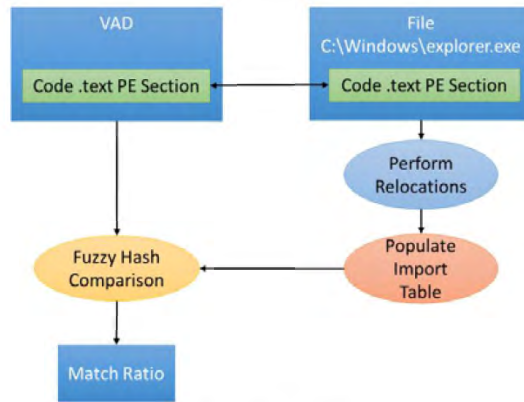 VAD
Code .text PE Section
File
C:\Windows\explorer.exe
Code .text PE Section
Perform
Relocations
Populate
Import
Table
Fuzzy Hash
Comparison
Match Ratio